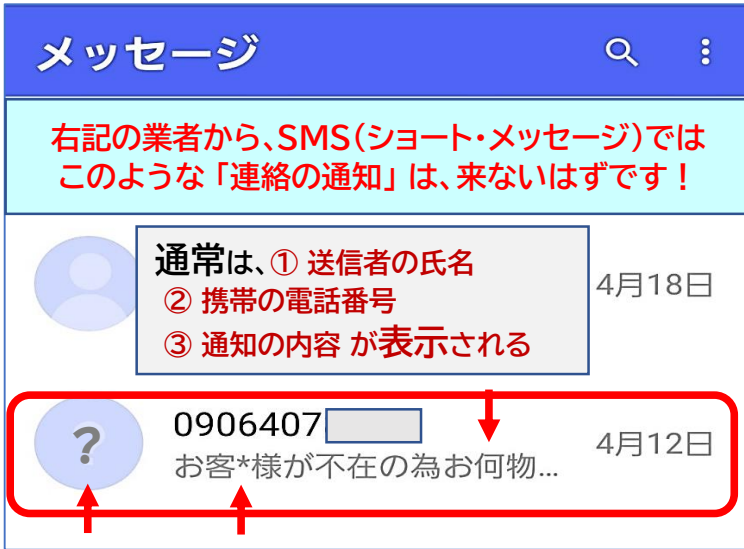 メッセージ
右記の業者から、SMS(ショート・メッセージ)では
このような「連絡の通知」は、来ないはずです!
通常は、① 送信者の氏名
② 携帯の電話番号
③ 通知の内容 が表示される
4月18日
?
0906407
4月12日
お客*様が不在の為お何物...